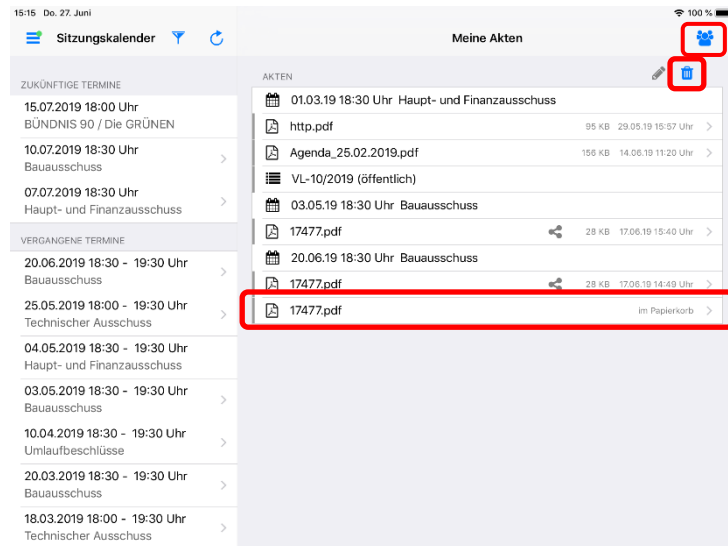 15:15 Do. 27. Juni
100 %
Sitzungskalender
Meine Akten
ZUKÜNFTIGE TERMINE
15.07.2019 18:00 Uhr
BÜNDNIS 90 / Die GRÜNEN
10.07.2019 18:30 Uhr
Bauausschuss
07.07.2019 18:30 Uhr
Haupt- und Finanzausschuss
VERGANGENE TERMINE
20.06.2019 18:30 - 19:30 Uhr
Bauausschuss
25.05.2019 18:00 - 19:30 Uhr
Technischer Ausschuss
04.05.2019 18:30 - 19:30 Uhr
Haupt- und Finanzausschuss
03.05.2019 18:30 - 19:30 Uhr
Bauausschuss
10.04.2019 18:30 - 19:30 Uhr
Umlaufbeschlüsse
20.03.2019 18:30 - 19:30 Uhr
Bauausschuss
18.03.2019 18:00 - 19:30 Uhr
Technischer Ausschuss
AKTEN
01.03.19 18:30 Uhr Haupt- und Finanzausschuss
http.pdf 95 KB 29.05.19 15:57 Uhr
Agenda_25.02.2019.pdf 156 KB 14.06.19 11:20 Uhr
VL-10/2019 (öffentlich)
03.05.19 18:30 Uhr Bauausschuss
17477.pdf 28 KB 17.06.19 15:40 Uhr
20.06.19 18:30 Uhr Bauausschuss
17477.pdf 28 KB 17.06.19 14:49 Uhr
17477.pdf im Papierkorb